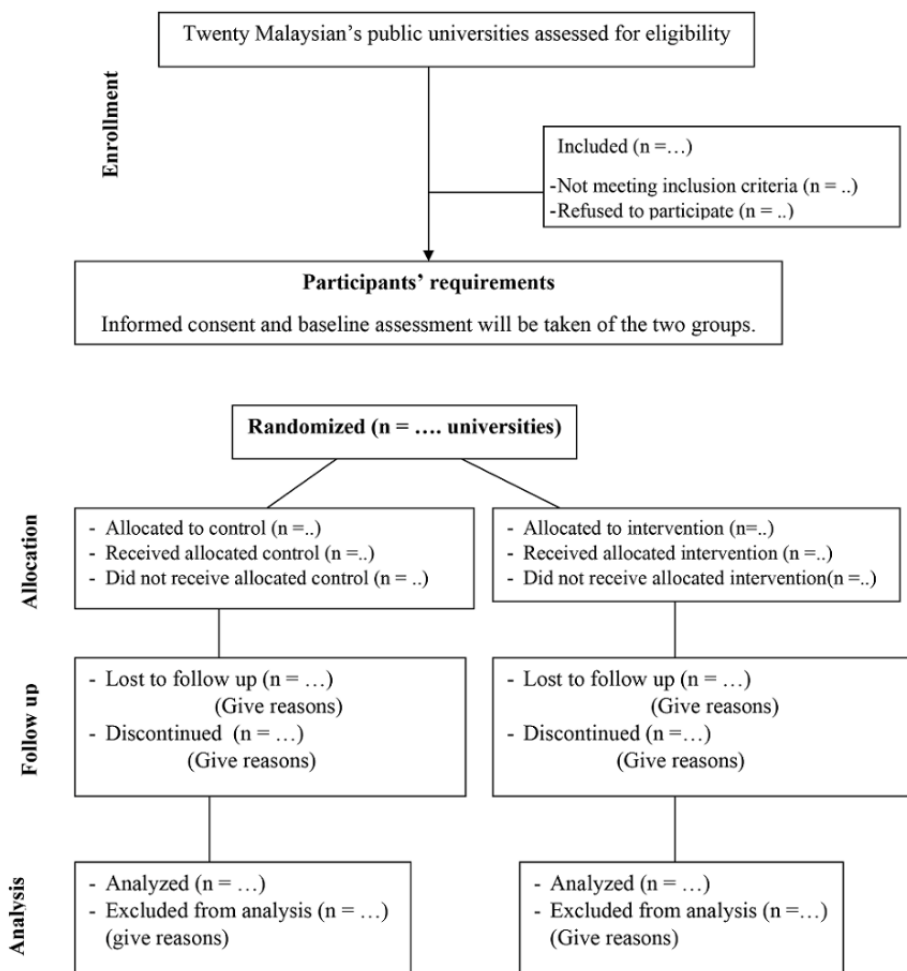 Twenty Malaysian’s public universities assessed for eligibility
Enrollment
Included (n =…)
-Not meeting inclusion criteria (n = ..)
-Refused to participate (n = ..)
Participants’ requirements
Informed consent and baseline assessment will be taken of the two groups.
Randomized (n = …. universities)
Allocation
- Allocated to control (n =..)
- Received allocated control (n =..)
- Did not receive allocated control (n = ..)
- Allocated to intervention (n=..)
- Received allocated intervention (n =..)
- Did not receive allocated intervention(n =..)
Follow up
- Lost to follow up (n = …)
(Give reasons)
- Discontinued (n = …)
(Give reasons)
- Lost to follow up (n = …)
(Give reasons)
- Discontinued (n =…)
(Give reasons)
Analysis
- Analyzed (n = …)
- Excluded from analysis (n = …)
(give reasons)
- Analyzed (n = …)
- Excluded from analysis (n =…)
(Give reasons)